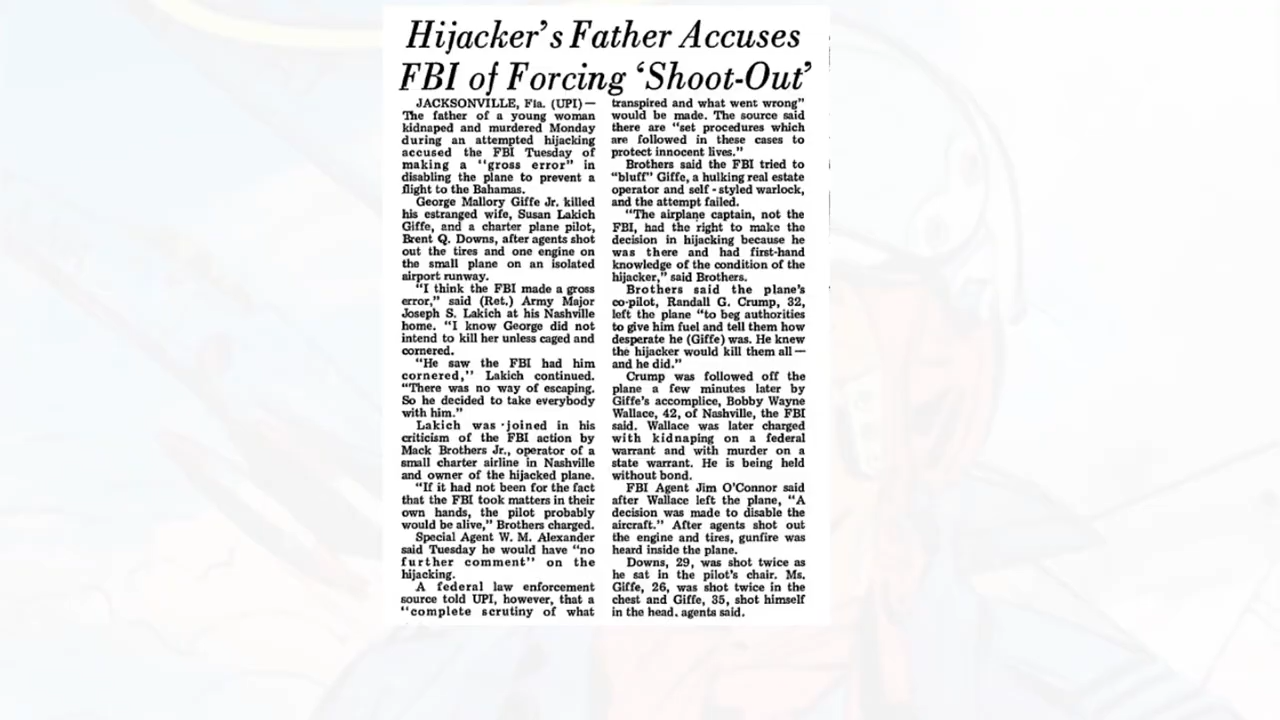 Hijacker's Father Accuses
FBI of Forcing 'Shoot-Out'
JACKSONVILLE, Fla. (UPI)—
The father of a young woman
kidnaped and murdered Monday
during an attempted hijacking
accused the FBI Tuesday of
making a "gross error" in
disabling the plane to prevent a
flight to the Bahamas.
George Mallory Giffe Jr. killed
his estranged wife, Susan Lakich
Giffe, and a charter plane pilot,
Brent Q. Downs, after agents shot
out the tires and one engine on
the small plane on an isolated
airport runway.
"I think the FBI made a gross
error," said (Ret.) Army Major
Joseph S. Lakich at his Nashville
home. "I know George did not
intend to kill her unless caged and
cornered.
"He saw the FBI had him
cornered," Lakich continued.
"There was no way of escaping.
So he decided to take everybody
with him."
Lakich was joined in his
criticism of the FBI action by
Mack Brothers Jr., operator of a
small charter airline in Nashville
and owner of the hijacked plane.
"If it had not been for the fact
that the FBI took matters in their
own hands, the pilot probably
would be alive," Brothers charged.
Special Agent W. M. Alexander
said Tuesday he would have "no
further comment" on the
hijacking.
A federal law enforcement
source told UPI, however, that a
"complete scrutiny of what
transpired and what went wrong"
would be made. The source said
there are "set procedures which
are followed in these cases to
protect innocent lives."
Brothers said the FBI tried to
"bluff" Giffe, a hulking real estate
operator and self - styled warlock,
and the attempt failed.
"The airplane captain, not the
FBI, had the right to make the
decision in hijacking because he
was there and had first-hand
knowledge of the condition of the
hijacker," said Brothers.
Brothers said the plane's
co-pilot, Randall G. Crump, 32,
left the plane "to beg authorities
to give him fuel and tell them how
desperate he (Giffe) was. He knew
the hijacker would kill them all —
and he did."
Crump was followed off the
plane a few minutes later by
Giffe's accomplice, Bobby Wayne
Wallace, 42, of Nashville, the FBI
said. Wallace was later charged
with kidnaping on a federal
warrant and with murder on a
state warrant. He is being held
without bond.
FBI Agent Jim O'Connor said
after Wallace left the plane, "A
decision was made to disable the
aircraft." After agents shot out
the engine and tires, gunfire was
heard inside the plane.
Downs, 29, was shot twice as
he sat in the pilot's chair. Ms.
Giffe, 26, was shot twice in the
chest and Giffe, 35, shot himself
in the head, agents said.